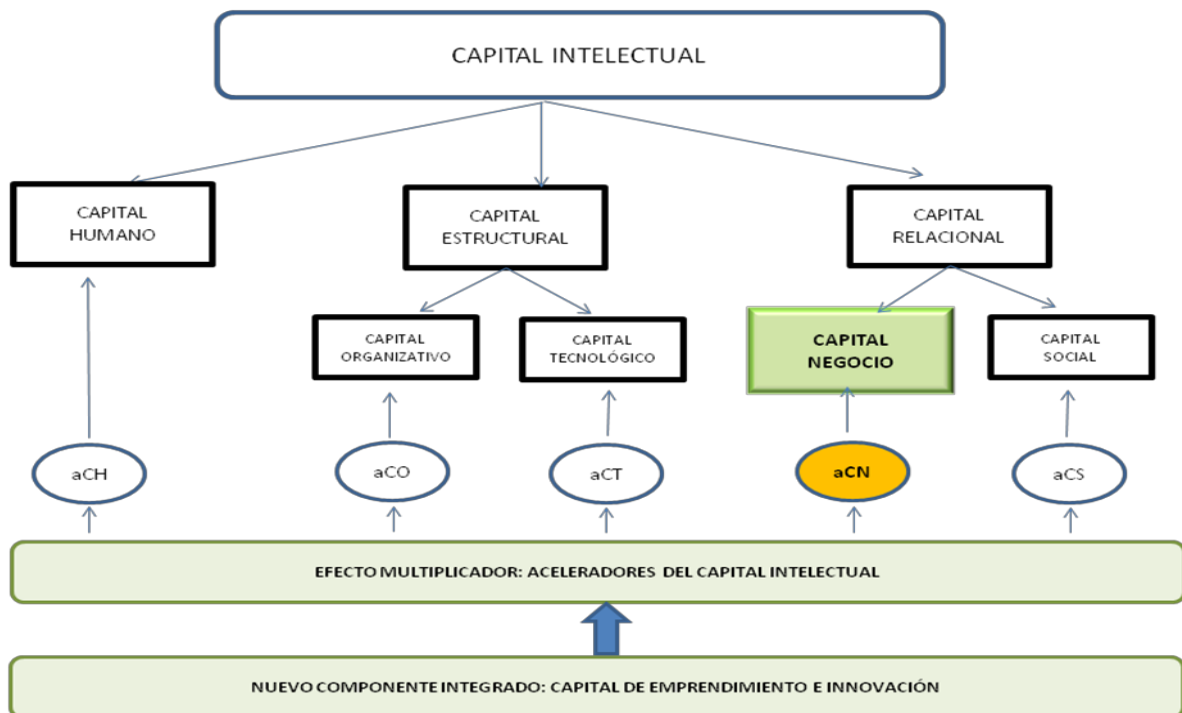 CAPITAL INTELECTUAL
CAPITAL
HUMANO
CAPITAL
ESTRUCTURAL
CAPITAL
RELACIONAL
CAPITAL
ORGANIZATIVO
CAPITAL
TECNOLÓGICO
CAPITAL
NEGOCIO
CAPITAL
SOCIAL
aCH
aCO
aCT
aCN
aCS
EFECTO MULTIPLICADOR: ACELERADORES DEL CAPITAL INTELECTUAL
NUEVO COMPONENTE INTEGRADO: CAPITAL DE EMPRENDIMIENTO E INNOVACIÓN